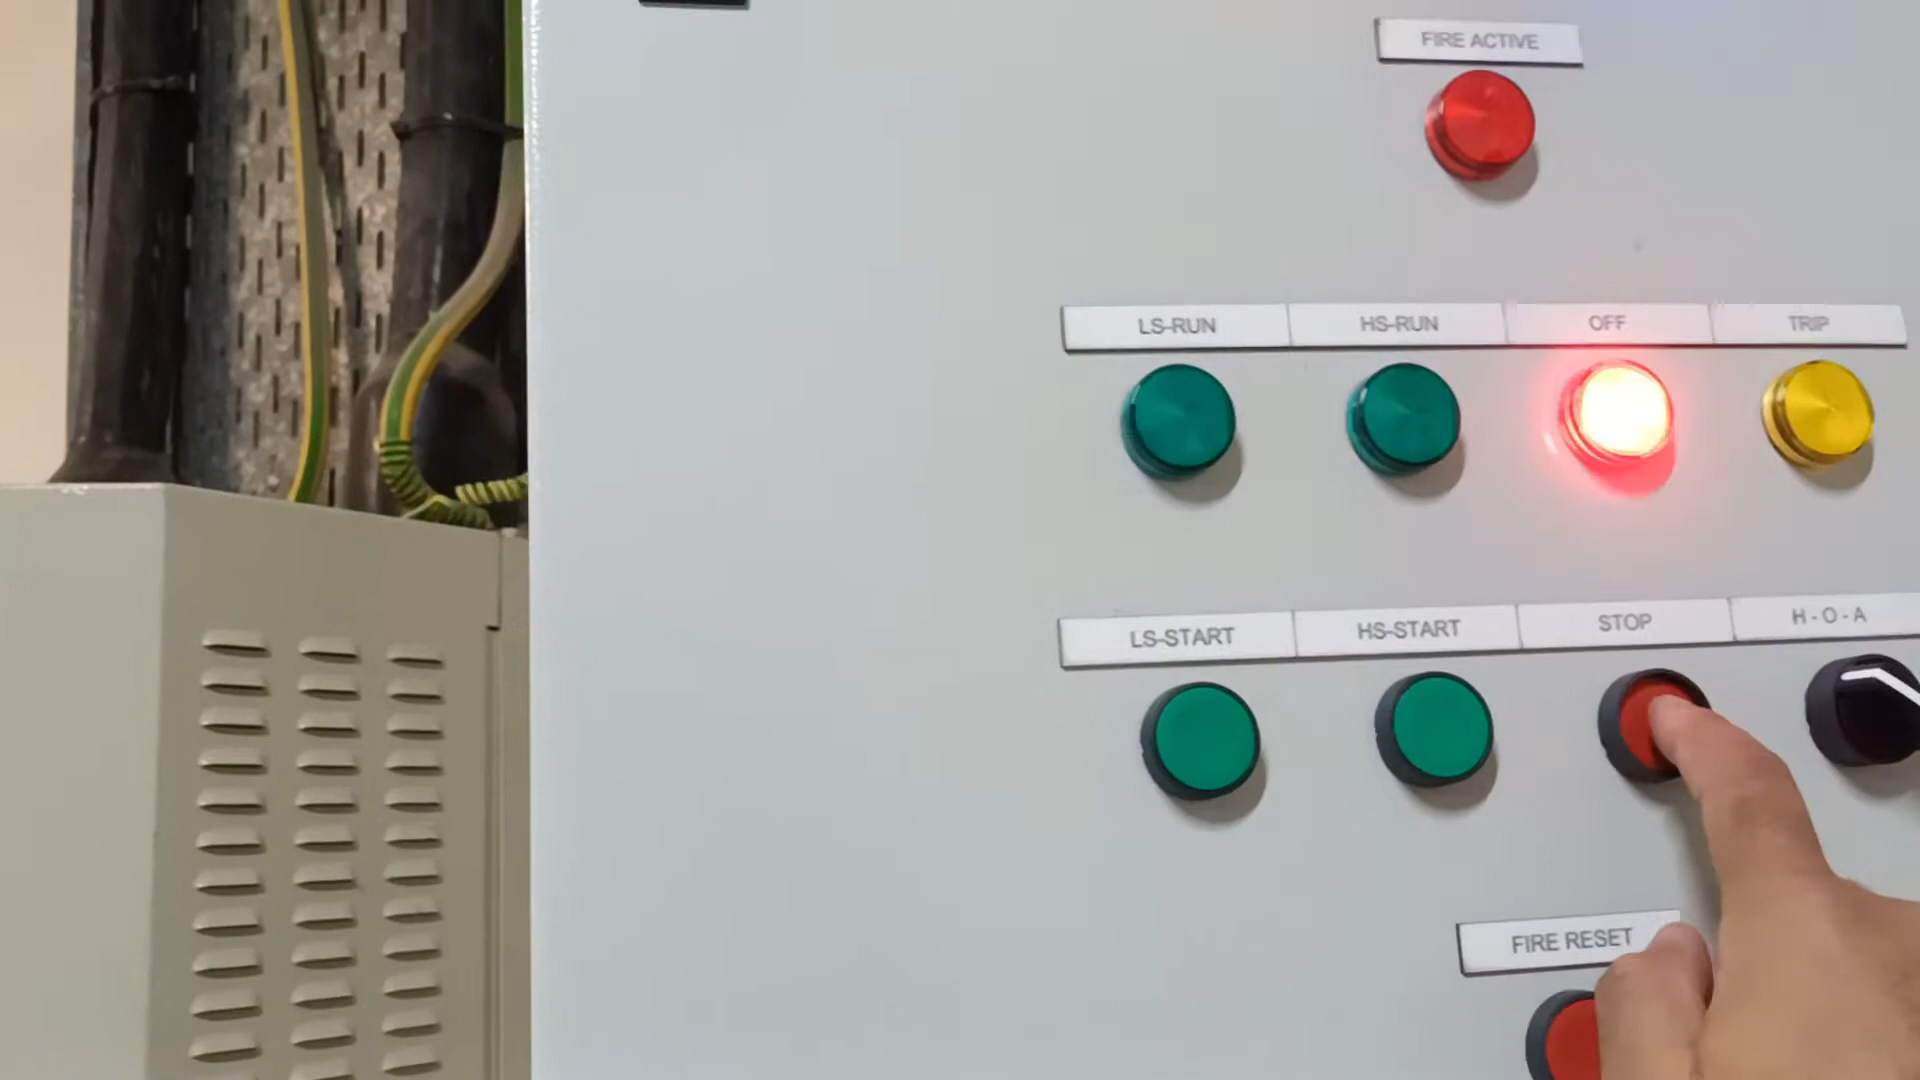 FIRE ACTIVE
LS-RUN HS-RUN OFF TRIP
LS-START HS-START STOP H - O - A
FIRE RESET